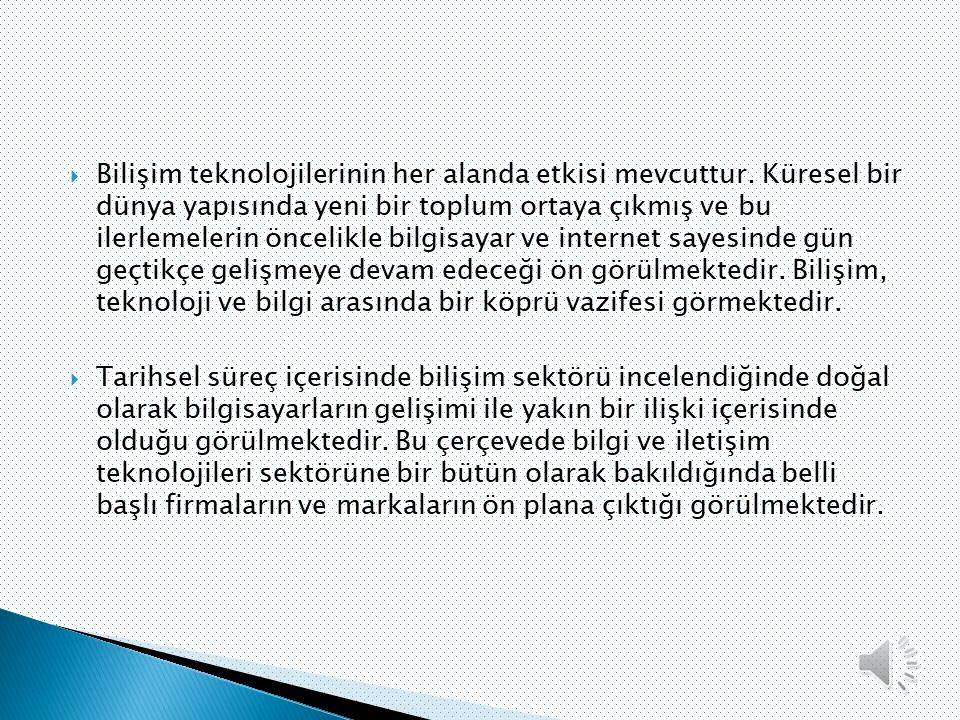 Bilişim teknolojilerinin her alanda etkisi mevcuttur. Küresel bir
dünya yapısında yeni bir toplum ortaya çıkmış ve bu
ilerlemelerin öncelikle bilgisayar ve internet sayesinde gün
geçtikçe gelişmeye devam edeceği ön görülmektedir. Bilişim,
teknoloji ve bilgi arasında bir köprü vazifesi görmektedir.
Tarihsel süreç içerisinde bilişim sektörü incelendiğinde doğal
olarak bilgisayarların gelişimi ile yakın bir ilişki içerisinde
olduğu görülmektedir. Bu çerçevede bilgi ve iletişim
teknolojileri sektörüne bir bütün olarak bakıldığında belli
başlı firmaların ve markaların ön plana çıktığı görülmektedir.